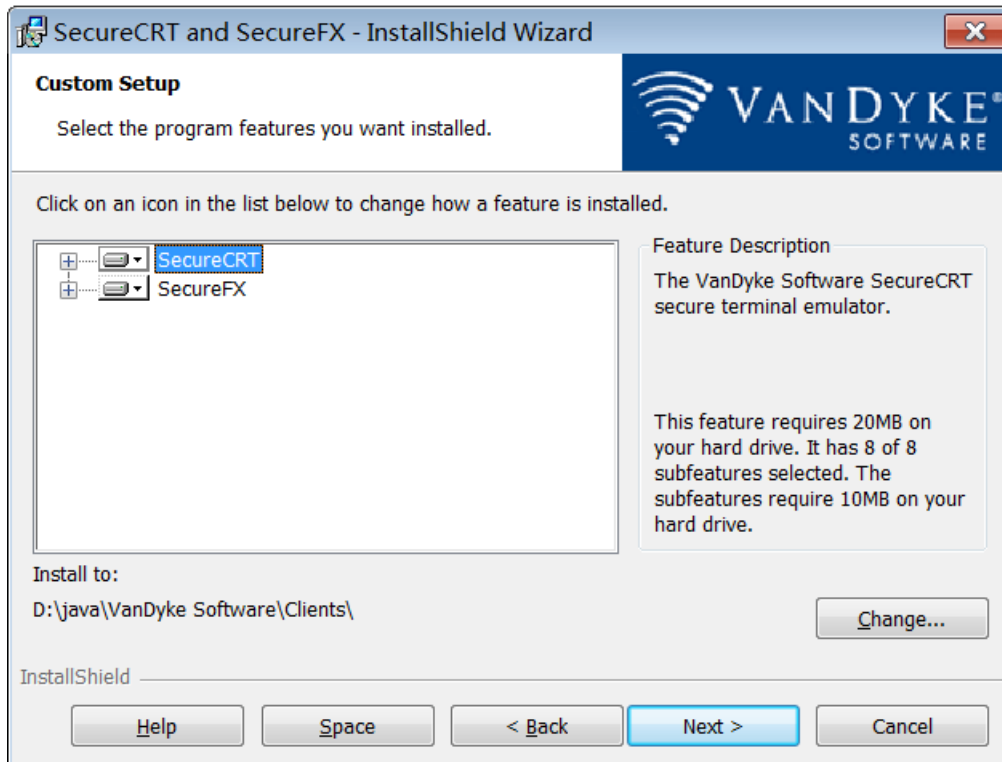 SecureCRT and SecureFX - InstallShield Wizard
Custom Setup
Select the program features you want installed.
VANDYKE®
SOFTWARE
Click on an icon in the list below to change how a feature is installed.
SecureCRT
SecureFX
Feature Description
The VanDyke Software SecureCRT
secure terminal emulator.
This feature requires 20MB on
your hard drive. It has 8 of 8
subfeatures selected. The
subfeatures require 10MB on your
hard drive.
Install to:
D:\java\VanDyke Software\Clients\
Change...
InstallShield
Help
Space
< Back
Next >
Cancel